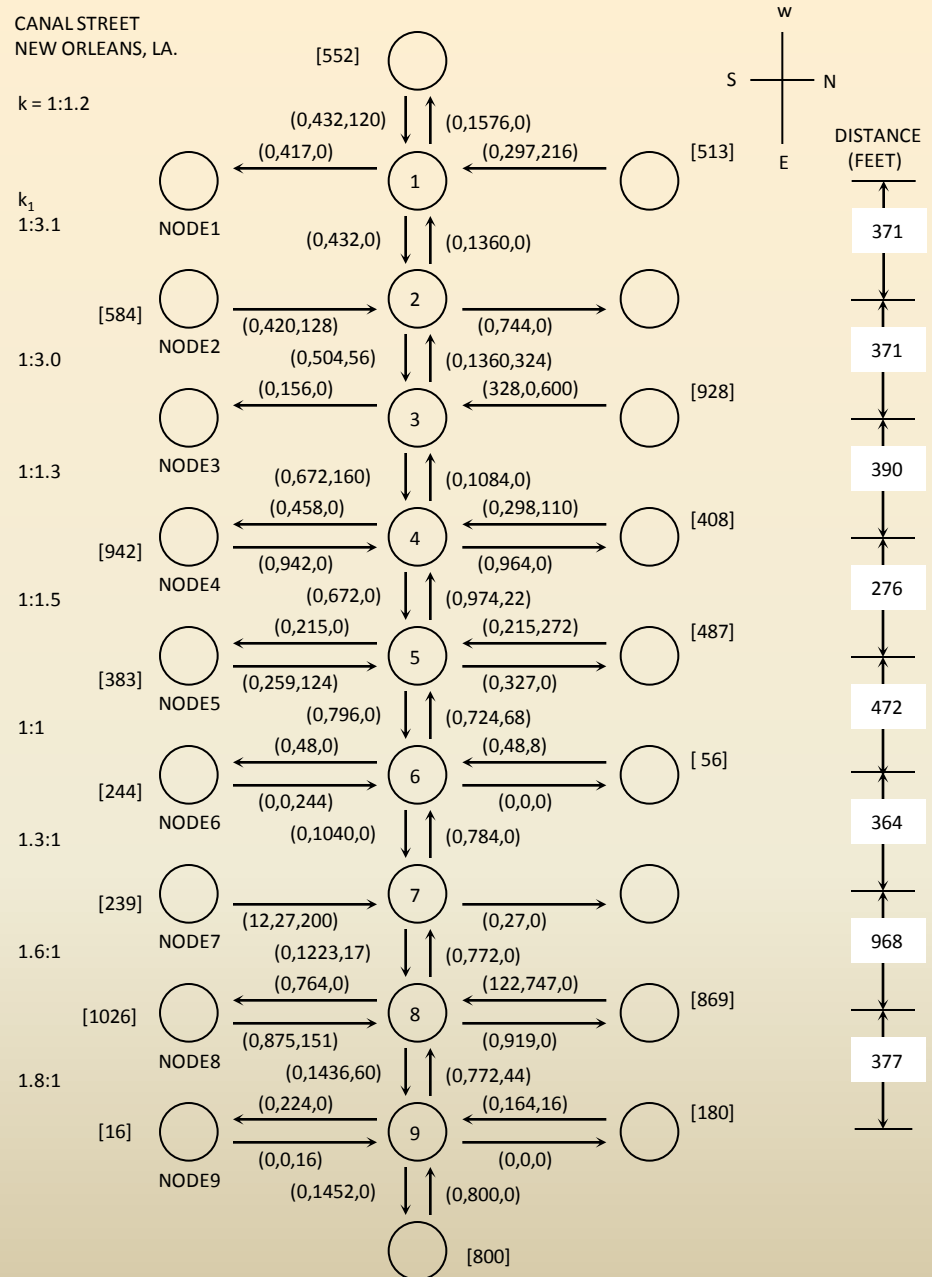 CANAL STREET
NEW ORLEANS, LA.
w
S N
E
[552]
k = 1:1.2
(0,432,120) (0,1576,0)
DISTANCE
(FEET)
(0,417,0) (0,297,216) [513]
1
k1
1:3.1
NODE1
(0,432,0) (0,1360,0)
371
2
[584] (0,420,128) (0,744,0)
NODE2
1:3.0
(0,504,56) (0,1360,324)
371
(0,156,0) (328,0,600) [928]
3
NODE3
1:1.3
(0,672,160) (0,1084,0)
390
(0,458,0) (0,298,110) [408]
4
[942] (0,942,0) (0,964,0)
NODE4
1:1.5
(0,672,0) (0,974,22)
276
(0,215,0) (0,215,272) [487]
5
[383] (0,259,124) (0,327,0)
NODE5
1:1
(0,796,0) (0,724,68)
472
(0,48,0) (0,48,8) [ 56]
6
[244] (0,0,244) (0,0,0)
NODE6
1.3:1
(0,1040,0) (0,784,0)
364
7
[239] (12,27,200) (0,27,0)
NODE7
1.6:1
(0,1223,17) (0,772,0)
968
(0,764,0) (122,747,0) [869]
8
[1026] (0,875,151) (0,919,0)
NODE8
1.8:1
(0,1436,60) (0,772,44)
377
(0,224,0) (0,164,16) [180]
9
[16] (0,0,16) (0,0,0)
NODE9
(0,1452,0) (0,800,0)
[800]